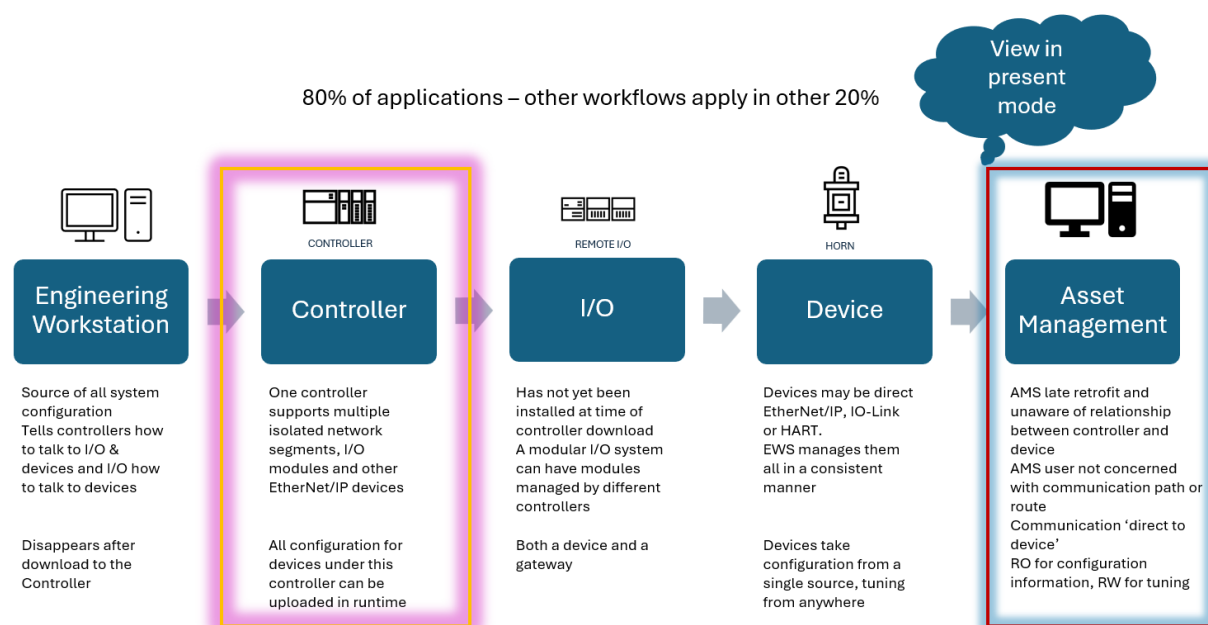 View in
present
mode
80% of applications – other workflows apply in other 20%
CONTROLLER
REMOTE I/O
HORN
Engineering
Workstation
Controller
I/O
Device
Asset
Management
Source of all system
configuration
Tells controllers how
to talk to I/O &
devices and I/O how
to talk to devices
Disappears after
download to the
Controller
One controller
supports multiple
isolated network
segments, I/O
modules and other
EtherNet/IP devices
All configuration for
devices under this
controller can be
uploaded in runtime
Has not yet been
installed at time of
controller download
A modular I/O system
can have modules
managed by different
controllers
Both a device and a
gateway
Devices may be direct
EtherNet/IP, IO-Link
or HART.
EWS manages them
all in a consistent
manner
Devices take
configuration from a
single source, tuning
from anywhere
AMS late retrofit and
unaware of relationship
between controller and
device
AMS user not concerned
with communication path or
route
Communication ‘direct to
device’
RO for configuration
information, RW for tuning